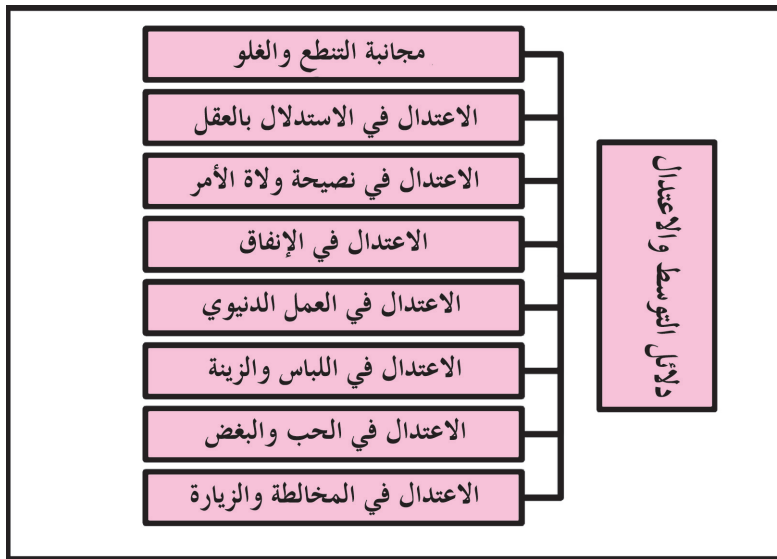 دلائل التوسط والاعتدال
مجانبة التنطع والغلو
الاعتدال في الاستدلال بالعقل
الاعتدال في نصيحة ولاة الأمر
الاعتدال في الإنفاق
الاعتدال في العمل الدنيوي
الاعتدال في اللباس والزينة
الاعتدال في الحب والبغض
الاعتدال في المخالطة والزيارة